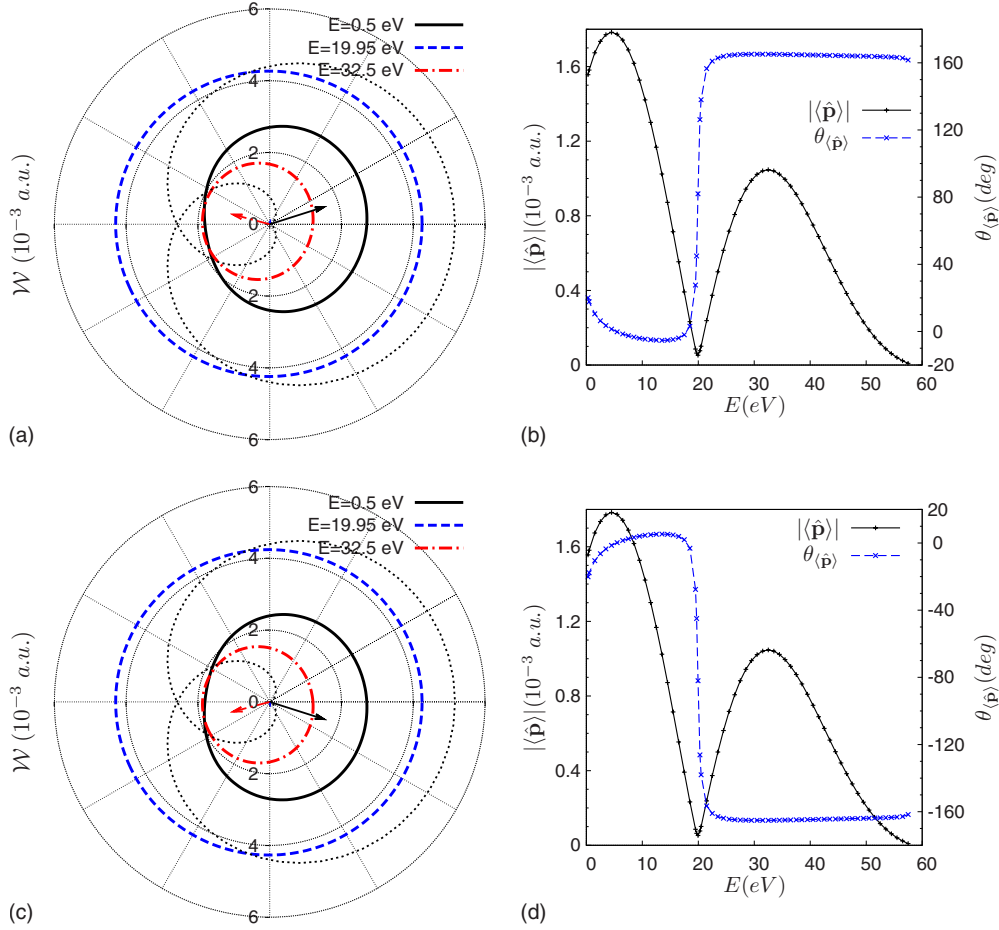 6
E=0.5 eV
E=19.95 eV
E=32.5 eV
4
2
0
2
4
6
𝒲 (10⁻³ a.u.)
(a)
1.6
1.2
0.8
0.4
0
|⟨p̂⟩|(10⁻³ a.u.)
|⟨p̂⟩|
θ⟨p̂⟩
160
100
40
0
-20
θ⟨p̂⟩(deg)
0 10 20 30 40 50 60
E(eV)
(b)
6
E=0.5 eV
E=19.95 eV
E=32.5 eV
4
2
0
2
4
6
𝒲 (10⁻³ a.u.)
(c)
1.6
1.2
0.8
0.4
0
|⟨p̂⟩|(10⁻³ a.u.)
|⟨p̂⟩|
θ⟨p̂⟩
20
0
-40
-100
-160
-180
θ⟨p̂⟩(deg)
0 10 20 30 40 50 60
E(eV)
(d)